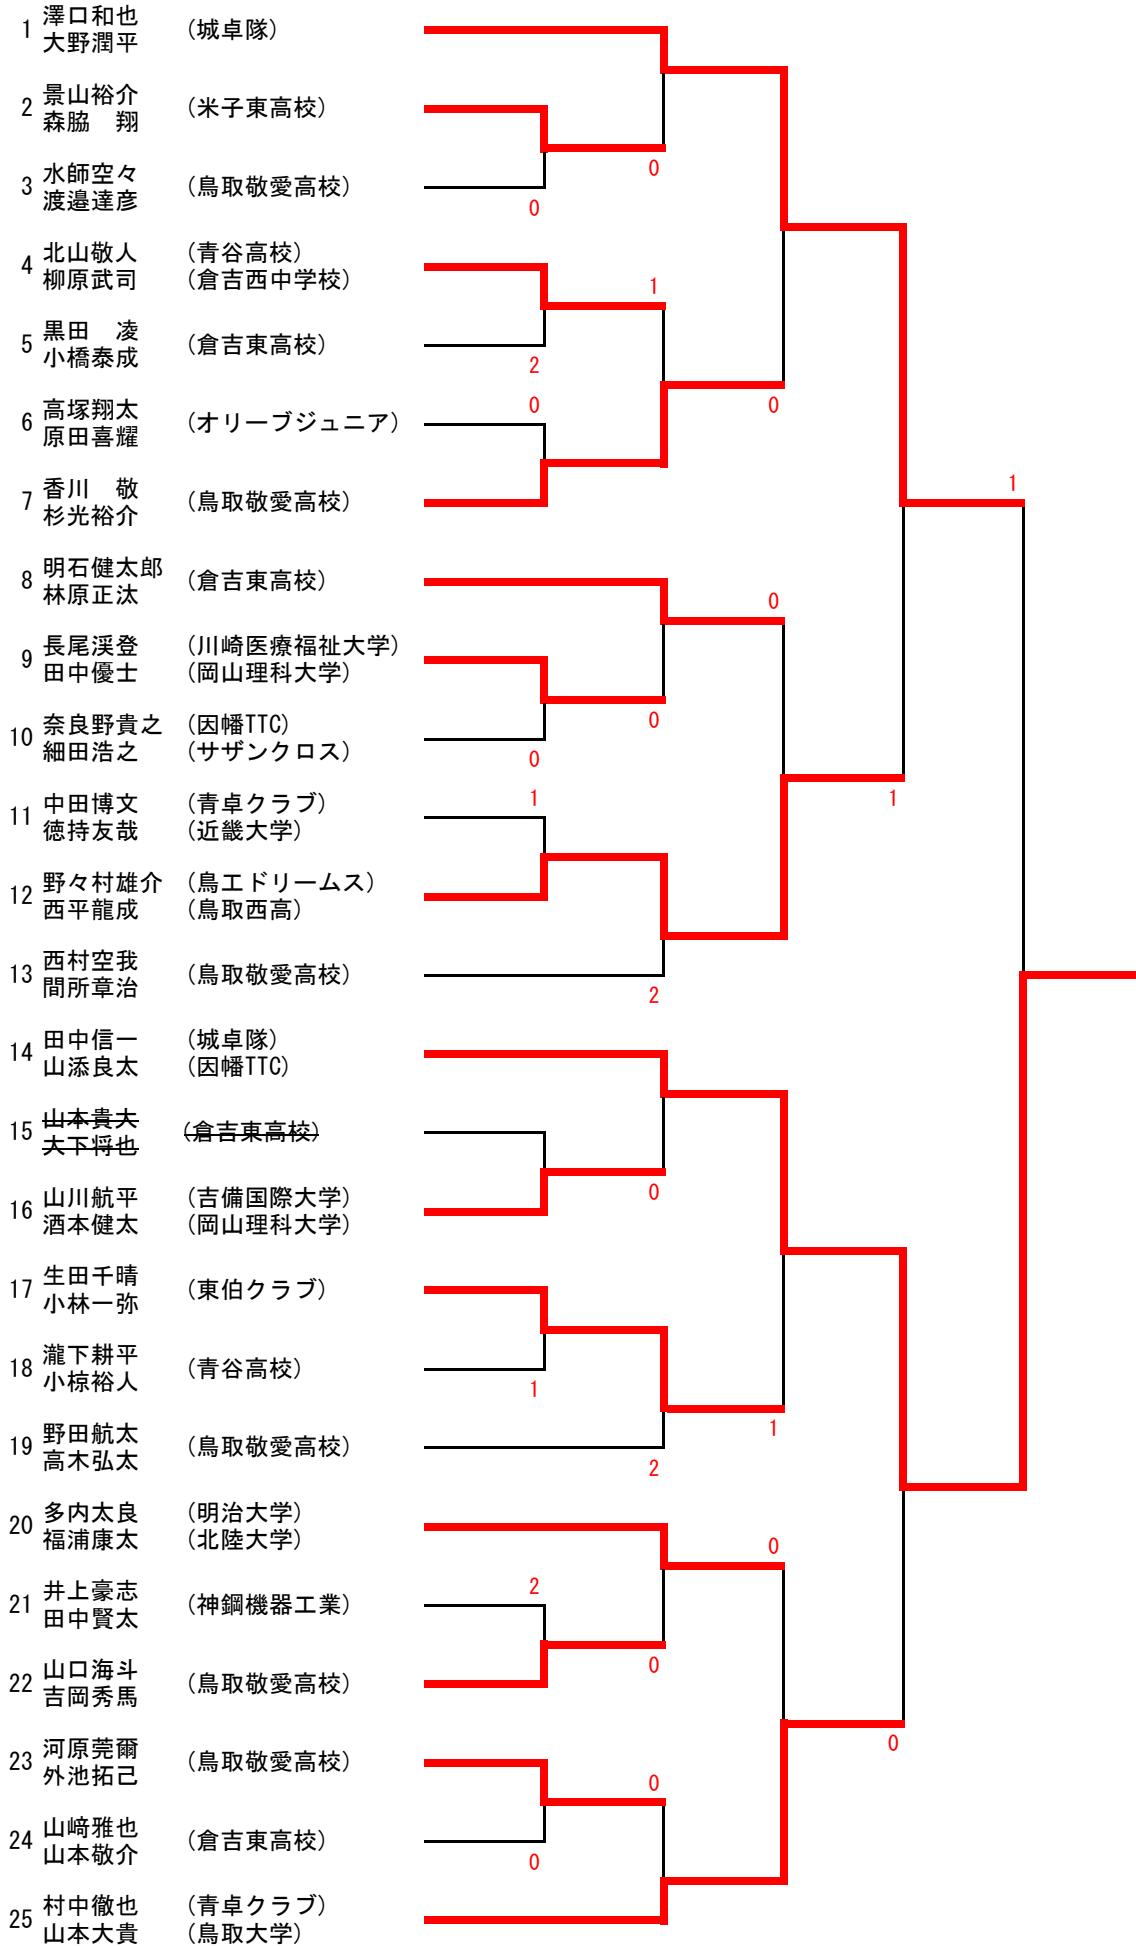 1 澤口和也 (城卓隊)
大野潤平
2 景山裕介 (米子東高校)
森脇　翔
0
3 水師空々 (鳥取敬愛高校)
渡邉達彦
0
4 北山敬人 (青谷高校)
柳原武司 (倉吉西中学校)
1
5 黒田　凌 (倉吉東高校)
小橋泰成
2
0
6 高塚翔太 (オリーブジュニア)
原田喜耀
0
7 香川　敬 (鳥取敬愛高校)
杉光裕介
1
8 明石健太郎 (倉吉東高校)
林原正汰
0
9 長尾渓登 (川崎医療福祉大学)
田中優士 (岡山理科大学)
0
10 奈良野貴之 (因幡TTC)
細田浩之 (サザンクロス)
0
1
1
11 中田博文 (青卓クラブ)
徳持友哉 (近畿大学)
12 野々村雄介 (鳥エドリームス)
西平龍成 (鳥取西高)
13 西村空我 (鳥取敬愛高校)
間所章治
2
14 田中信一 (城卓隊)
山添良太 (因幡TTC)
15 山本貴大 (倉吉東高校)
大下将也
0
16 山川航平 (吉備国際大学)
酒本健太 (岡山理科大学)
17 生田千晴 (東伯クラブ)
小林一弥
18 瀧下耕平 (青谷高校)
小椋裕人
1
1
19 野田航太 (鳥取敬愛高校)
高木弘太
2
20 多内太良 (明治大学)
福浦康太 (北陸大学)
0
2
21 井上豪志 (神鋼機器工業)
田中賢太
0
22 山口海斗 (鳥取敬愛高校)
吉岡秀馬
0
23 河原莞爾 (鳥取敬愛高校)
外池拓己
0
24 山﨑雅也 (倉吉東高校)
山本敬介
0
25 村中徹也 (青卓クラブ)
山本大貴 (鳥取大学)